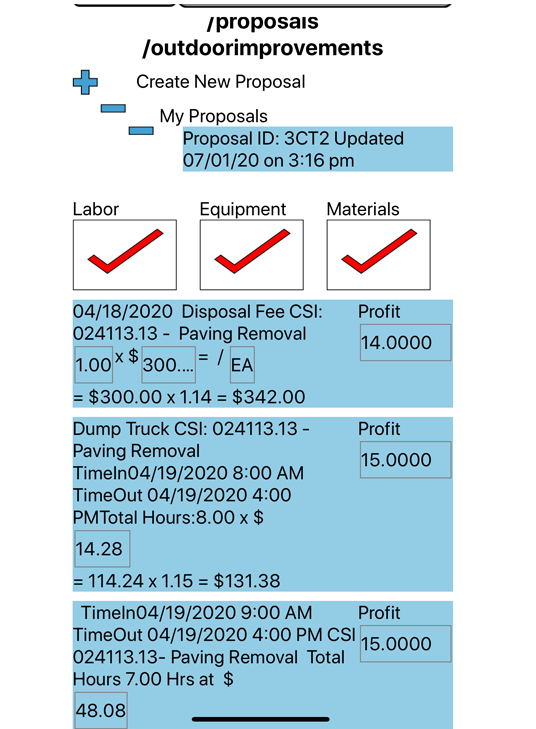 /proposals
/outdoorimprovements
Create New Proposal
My Proposals
Proposal ID: 3CT2 Updated
07/01/20 on 3:16 pm
Labor Equipment Materials
04/18/2020 Disposal Fee CSI: Profit
024113.13 - Paving Removal
14.0000
1.00 x $ 300.... = / EA
= $300.00 x 1.14 = $342.00
Dump Truck CSI: 024113.13 - Profit
Paving Removal
15.0000
TimeIn04/19/2020 8:00 AM
TimeOut 04/19/2020 4:00
PMTotal Hours:8.00 x $
14.28
= 114.24 x 1.15 = $131.38
TimeIn04/19/2020 9:00 AM Profit
TimeOut 04/19/2020 4:00 PM CSI
15.0000
024113.13- Paving Removal Total
Hours 7.00 Hrs at $
48.08